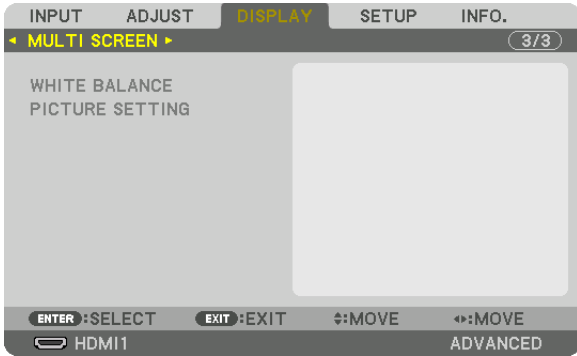 INPUT ADJUST DISPLAY SETUP INFO.
MULTI SCREEN 3/3
WHITE BALANCE
PICTURE SETTING
ENTER :SELECT EXIT :EXIT :MOVE :MOVE
HDMI1 ADVANCED